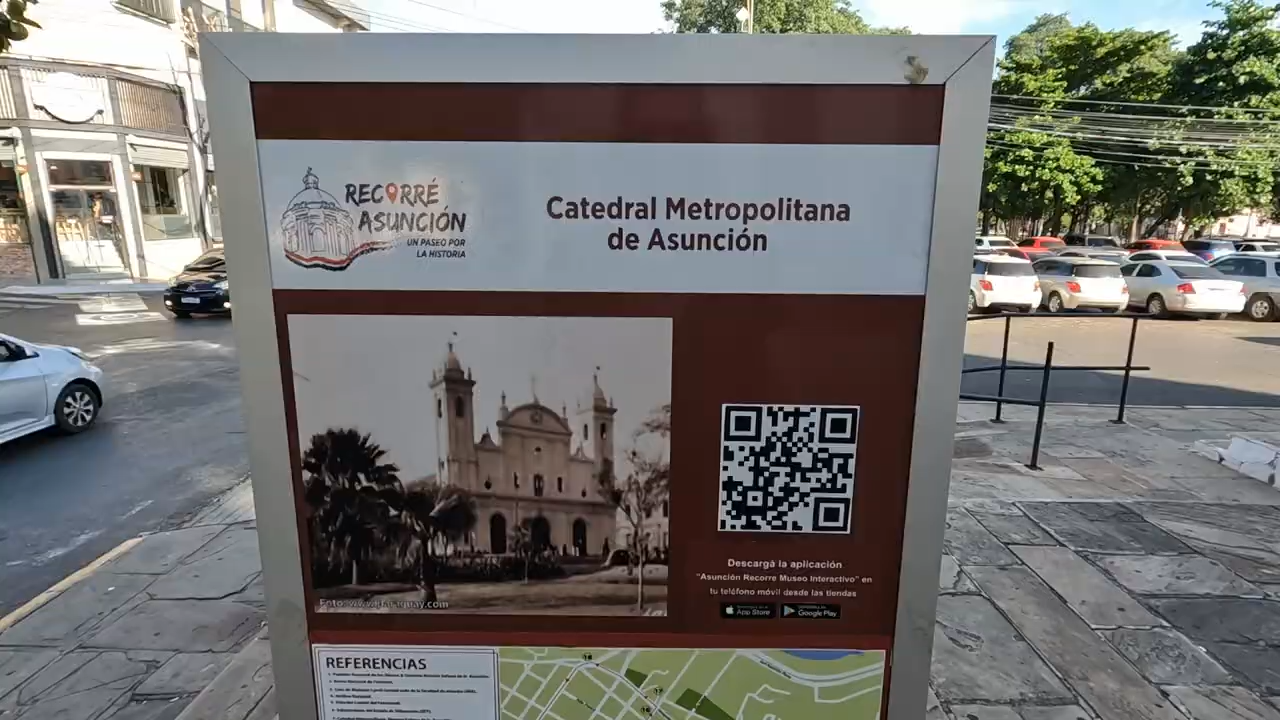 RECORRÉ
ASUNCIÓN
UN PASEO POR
LA HISTORIA
Catedral Metropolitana
de Asunción
Descargá la aplicación
"Asunción Recorre Museo Interactivo" en
tu teléfono móvil desde las tiendas
App Store
Google Play
REFERENCIAS